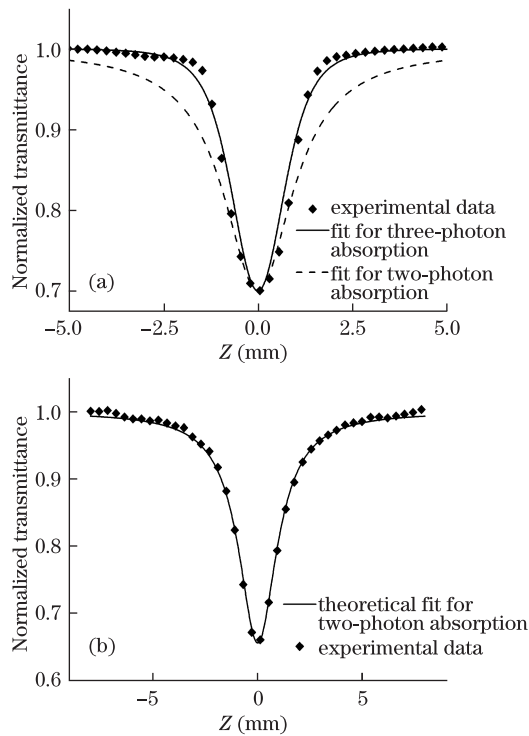 1.0
0.9
0.8
0.7
Normalized transmittance
experimental data
fit for three-photon
absorption
fit for two-photon
absorption
(a)
−5.0 −2.5 0.0 2.5 5.0
Z (mm)
1.0
0.9
0.8
0.7
0.6
Normalized transmittance
theoretical fit for
two-photon absorption
experimental data
(b)
−5 0 5
Z (mm)